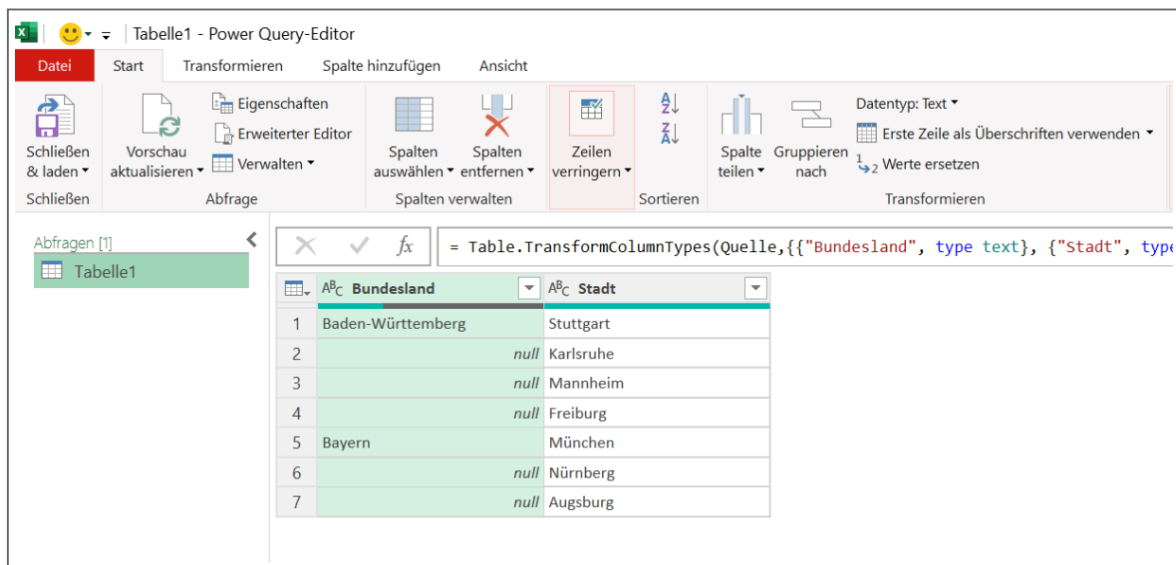 Tabelle1 - Power Query-Editor
Datei Start Transformieren Spalte hinzufügen Ansicht
Schließen & laden
Schließen
Vorschau aktualisieren
Eigenschaften
Erweiterter Editor
Verwalten
Abfrage
Spalten auswählen
Spalten entfernen
Spalten verwalten
Zeilen verringern
A Z
Z A
Sortieren
Spalte teilen
Gruppieren nach
Datentyp: Text
Erste Zeile als Überschriften verwenden
1 2 Werte ersetzen
Transformieren
Abfragen [1]
Tabelle1
fx = Table.TransformColumnTypes(Quelle,{{"Bundesland", type text}, {"Stadt", type
ABC Bundesland ABC Stadt
1 Baden-Württemberg Stuttgart
2 null Karlsruhe
3 null Mannheim
4 null Freiburg
5 Bayern München
6 null Nürnberg
7 null Augsburg